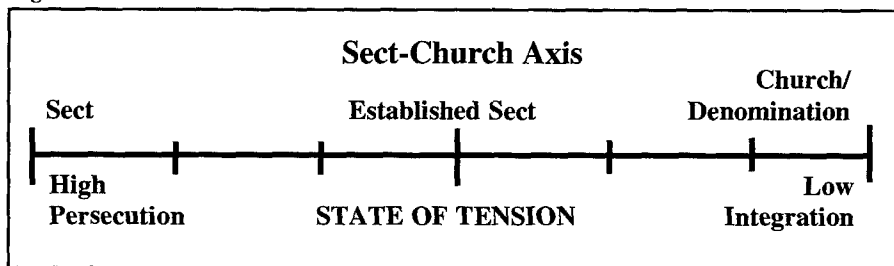 Sect-Church Axis
Church/
Sect Established Sect Denomination
High Low
Persecution STATE OF TENSION Integration